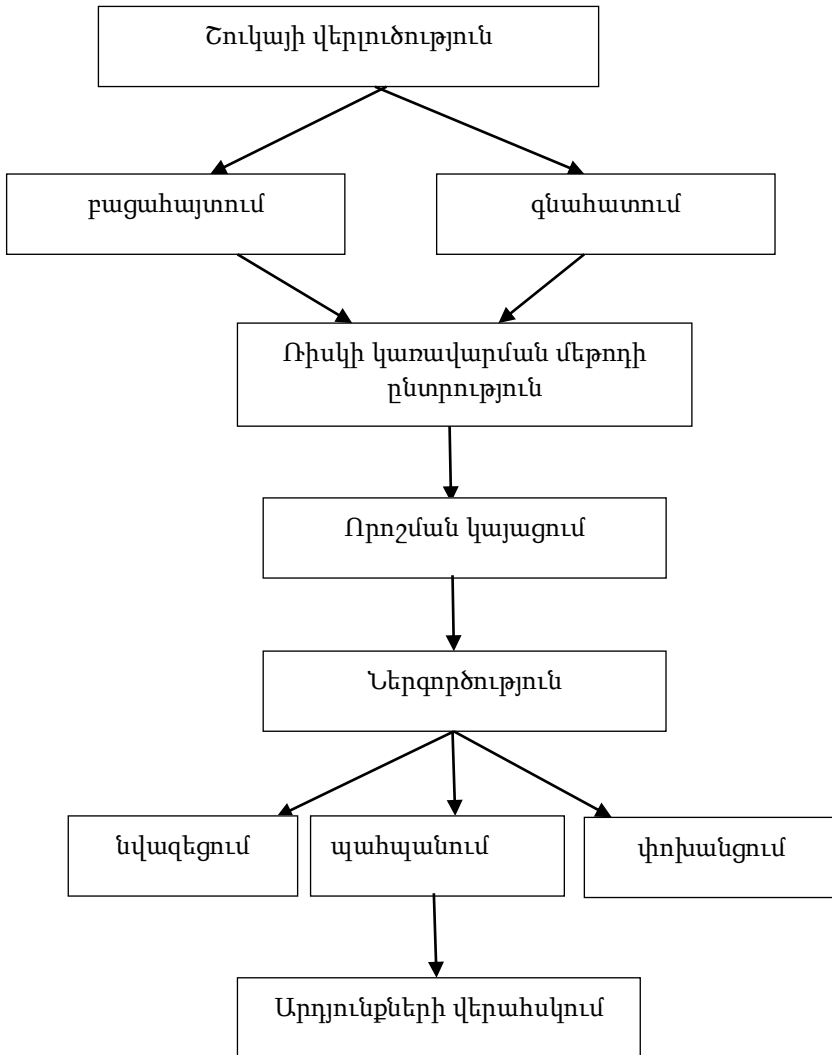 Շուկայի վերլուծություն
բացահայտում
գնահատում
Ռիսկի կառավարման մեթոդի
ընտրություն
Որոշման կայացում
Ներգործություն
նվազեցում
պահպանում
փոխանցում
Արդյունքների վերահսկում